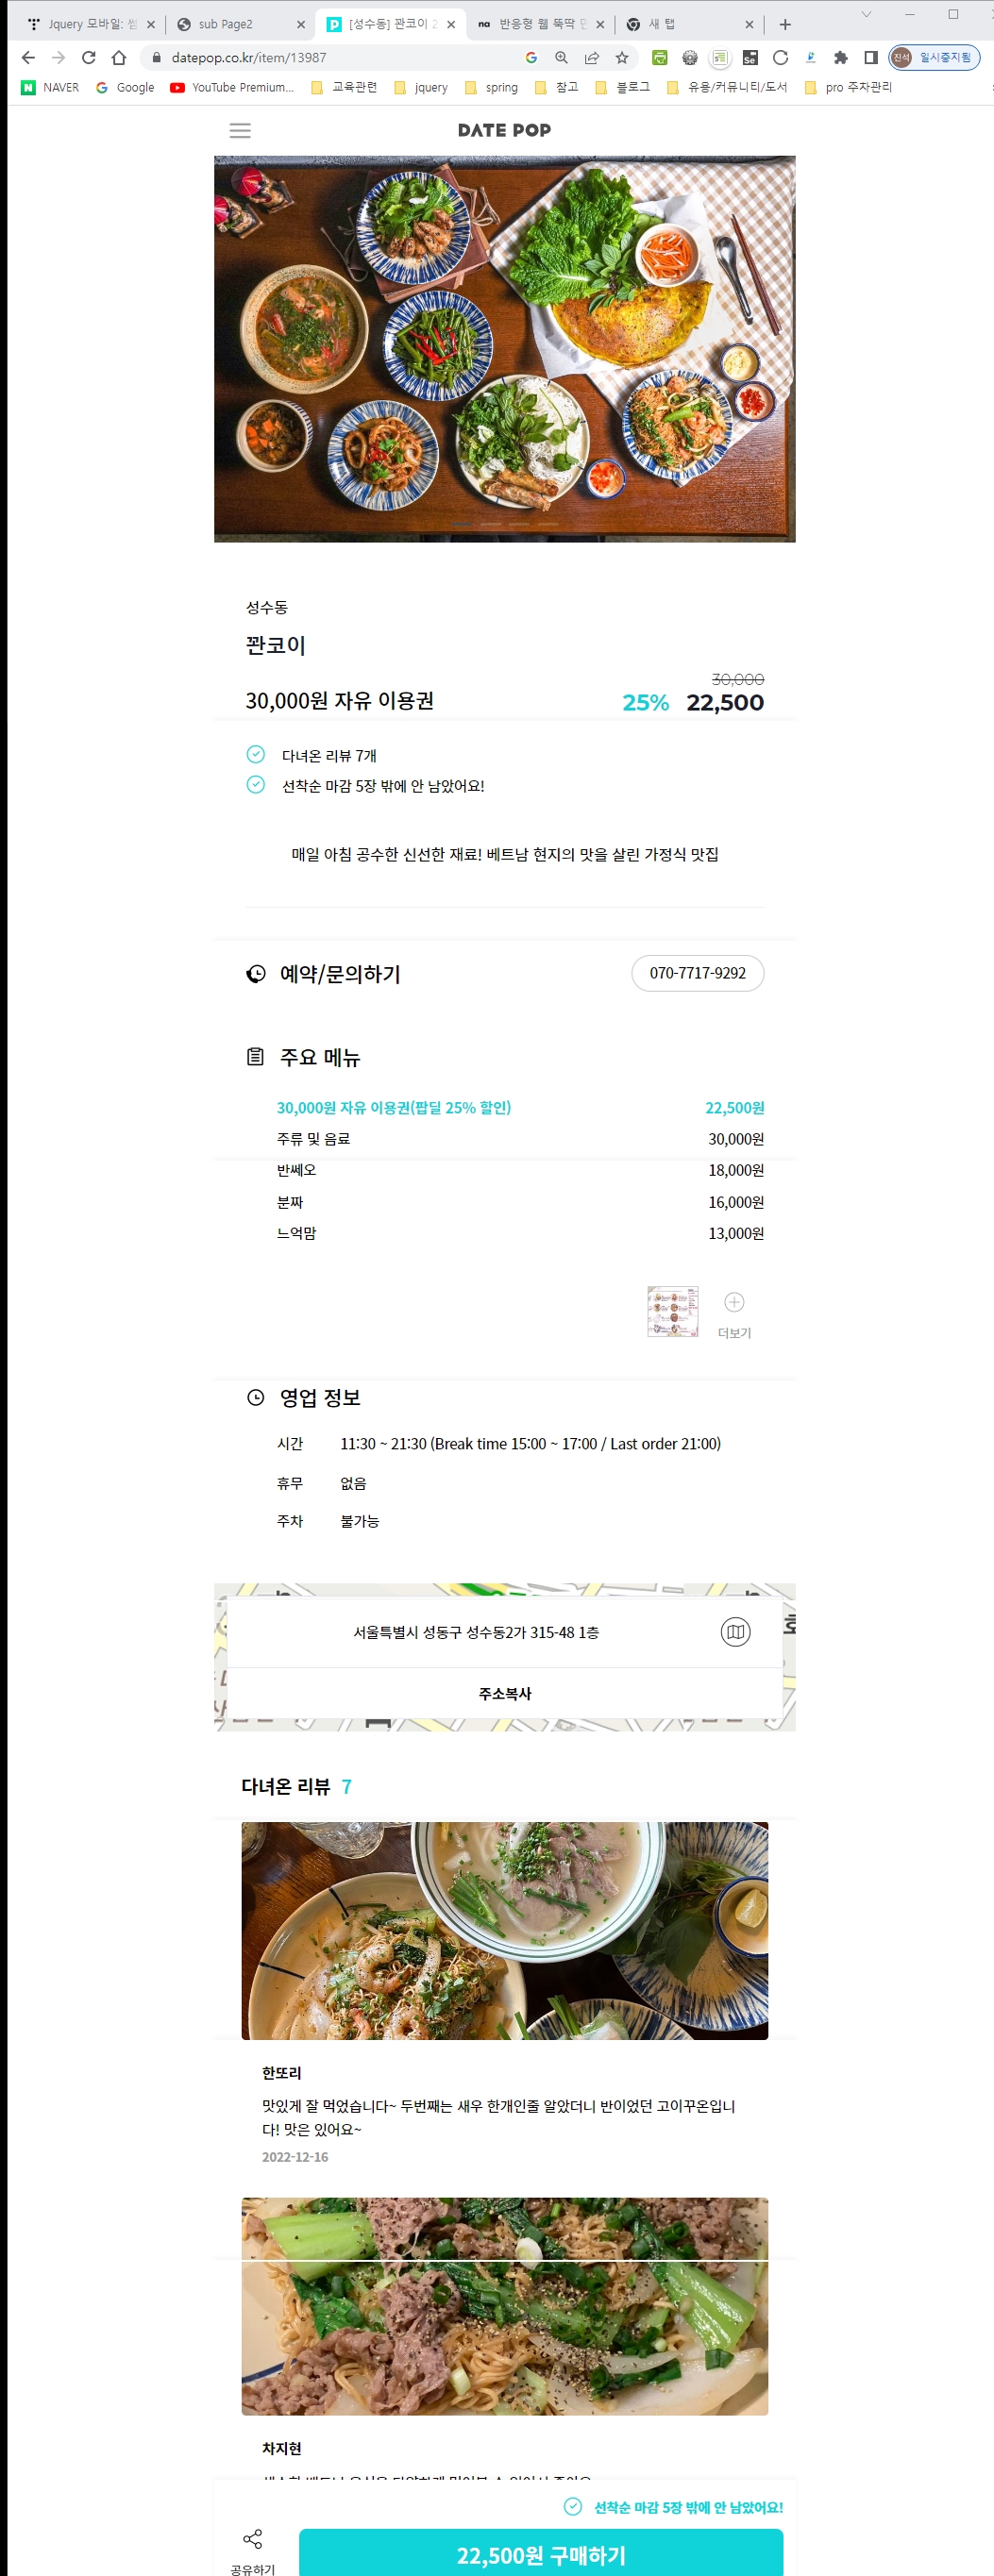 Jquery 모바일: 썸
sub Page2
[성수동] 꽌코이 2
na 반응형 웹 뚝딱 만
새 탭
datepop.co.kr/item/13987
Se
진석 일시중지됨
N NAVER
Google
YouTube Premium...
교육관련
jquery
spring
참고
블로그
유용/커뮤니티/도서
pro 주차관리
DATE POP
성수동
꽌코이
30,000
30,000원 자유 이용권 25% 22,500
다녀온 리뷰 7개
선착순 마감 5장 밖에 안 남았어요!
매일 아침 공수한 신선한 재료! 베트남 현지의 맛을 살린 가정식 맛집
예약/문의하기 070-7717-9292
주요 메뉴
30,000원 자유 이용권(팝딜 25% 할인) 22,500원
주류 및 음료 30,000원
반쎄오 18,000원
분짜 16,000원
느억맘 13,000원
더보기
영업 정보
시간 11:30 ~ 21:30 (Break time 15:00 ~ 17:00 / Last order 21:00)
휴무 없음
주차 불가능
서울특별시 성동구 성수동2가 315-48 1층
주소복사
다녀온 리뷰 7
한또리
맛있게 잘 먹었습니다~ 두번째는 새우 한개인줄 알았더니 반이었던 고이꾸온입니
다! 맛은 있어요~
2022-12-16
차지현
선착순 마감 5장 밖에 안 남았어요!
공유하기
22,500원 구매하기